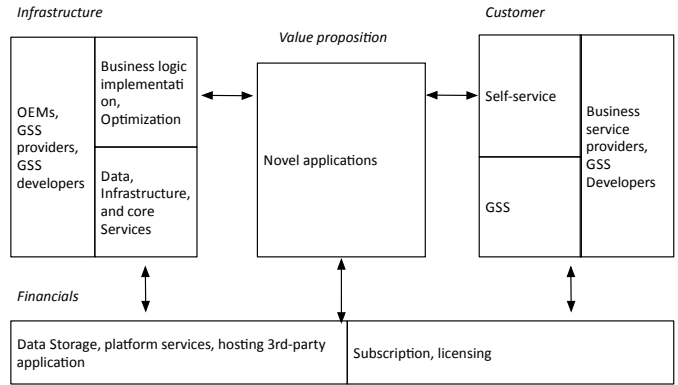 Infrastructure
Value proposition
Customer
OEMs,
GSS
providers,
GSS
developers
Business logic
implementati
on,
Optimization
Data,
Infrastructure,
and core
Services
Novel applications
Self-service
GSS
Business
service
providers,
GSS
Developers
Financials
Data Storage, platform services, hosting 3rd-party
application
Subscription, licensing